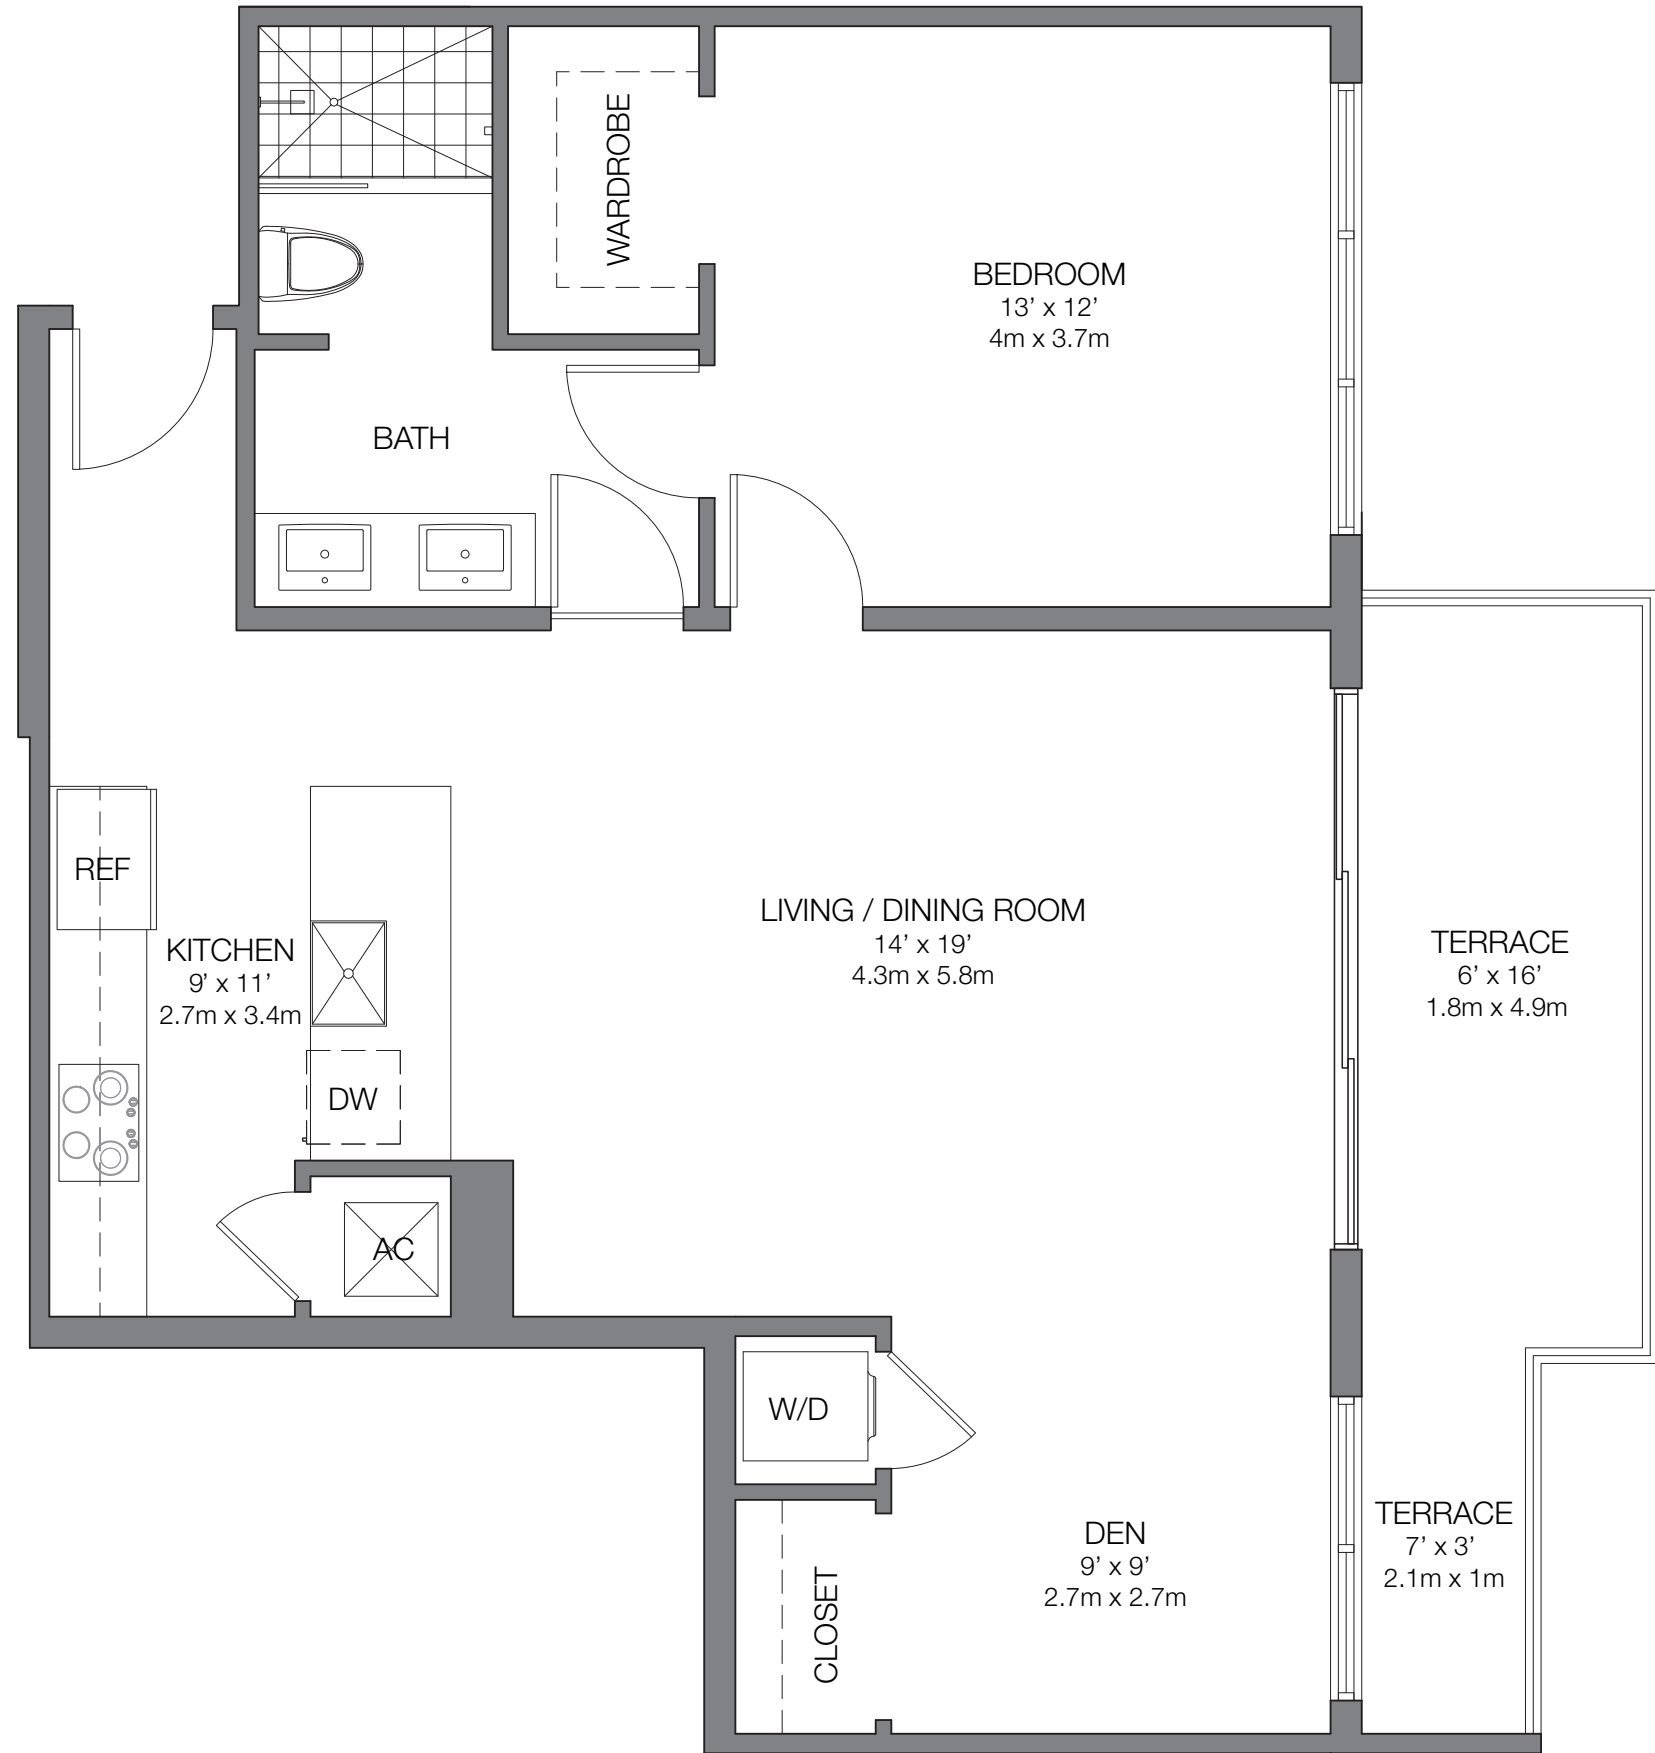 WARDROBE
BEDROOM
13’ x 12’
4m x 3.7m
BATH
REF
KITCHEN
9’ x 11’
2.7m x 3.4m
DW
AC
LIVING / DINING ROOM
14’ x 19’
4.3m x 5.8m
TERRACE
6’ x 16’
1.8m x 4.9m
W/D
CLOSET
DEN
9’ x 9’
2.7m x 2.7m
TERRACE
7’ x 3’
2.1m x 1m